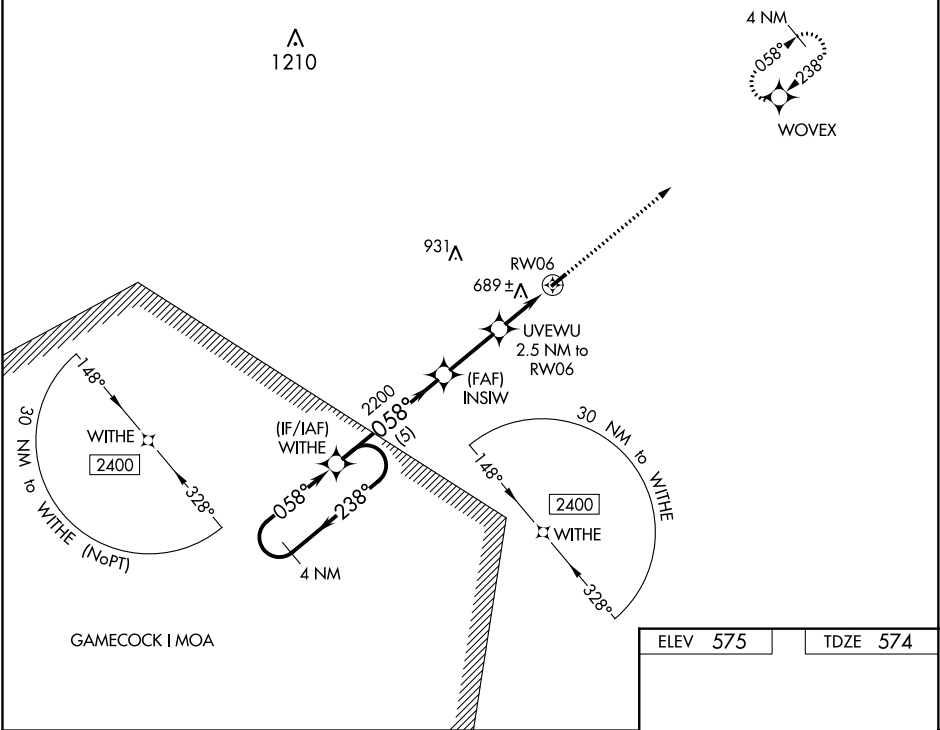 1210
4 NM
058°
238°
WOVEX
931
RW06
689 ±
UVEWU
2.5 NM to
RW06
(FAF)
INSIW
2200
058°
(5)
(IF/IAF)
WITHE
058°
238°
4 NM
148°
WITHE
2400
328°
30 NM to WITHE (NoPT)
30 NM to WITHE
148°
2400
WITHE
328°
GAMECOCK I MOA
ELEV 575
TDZE 574